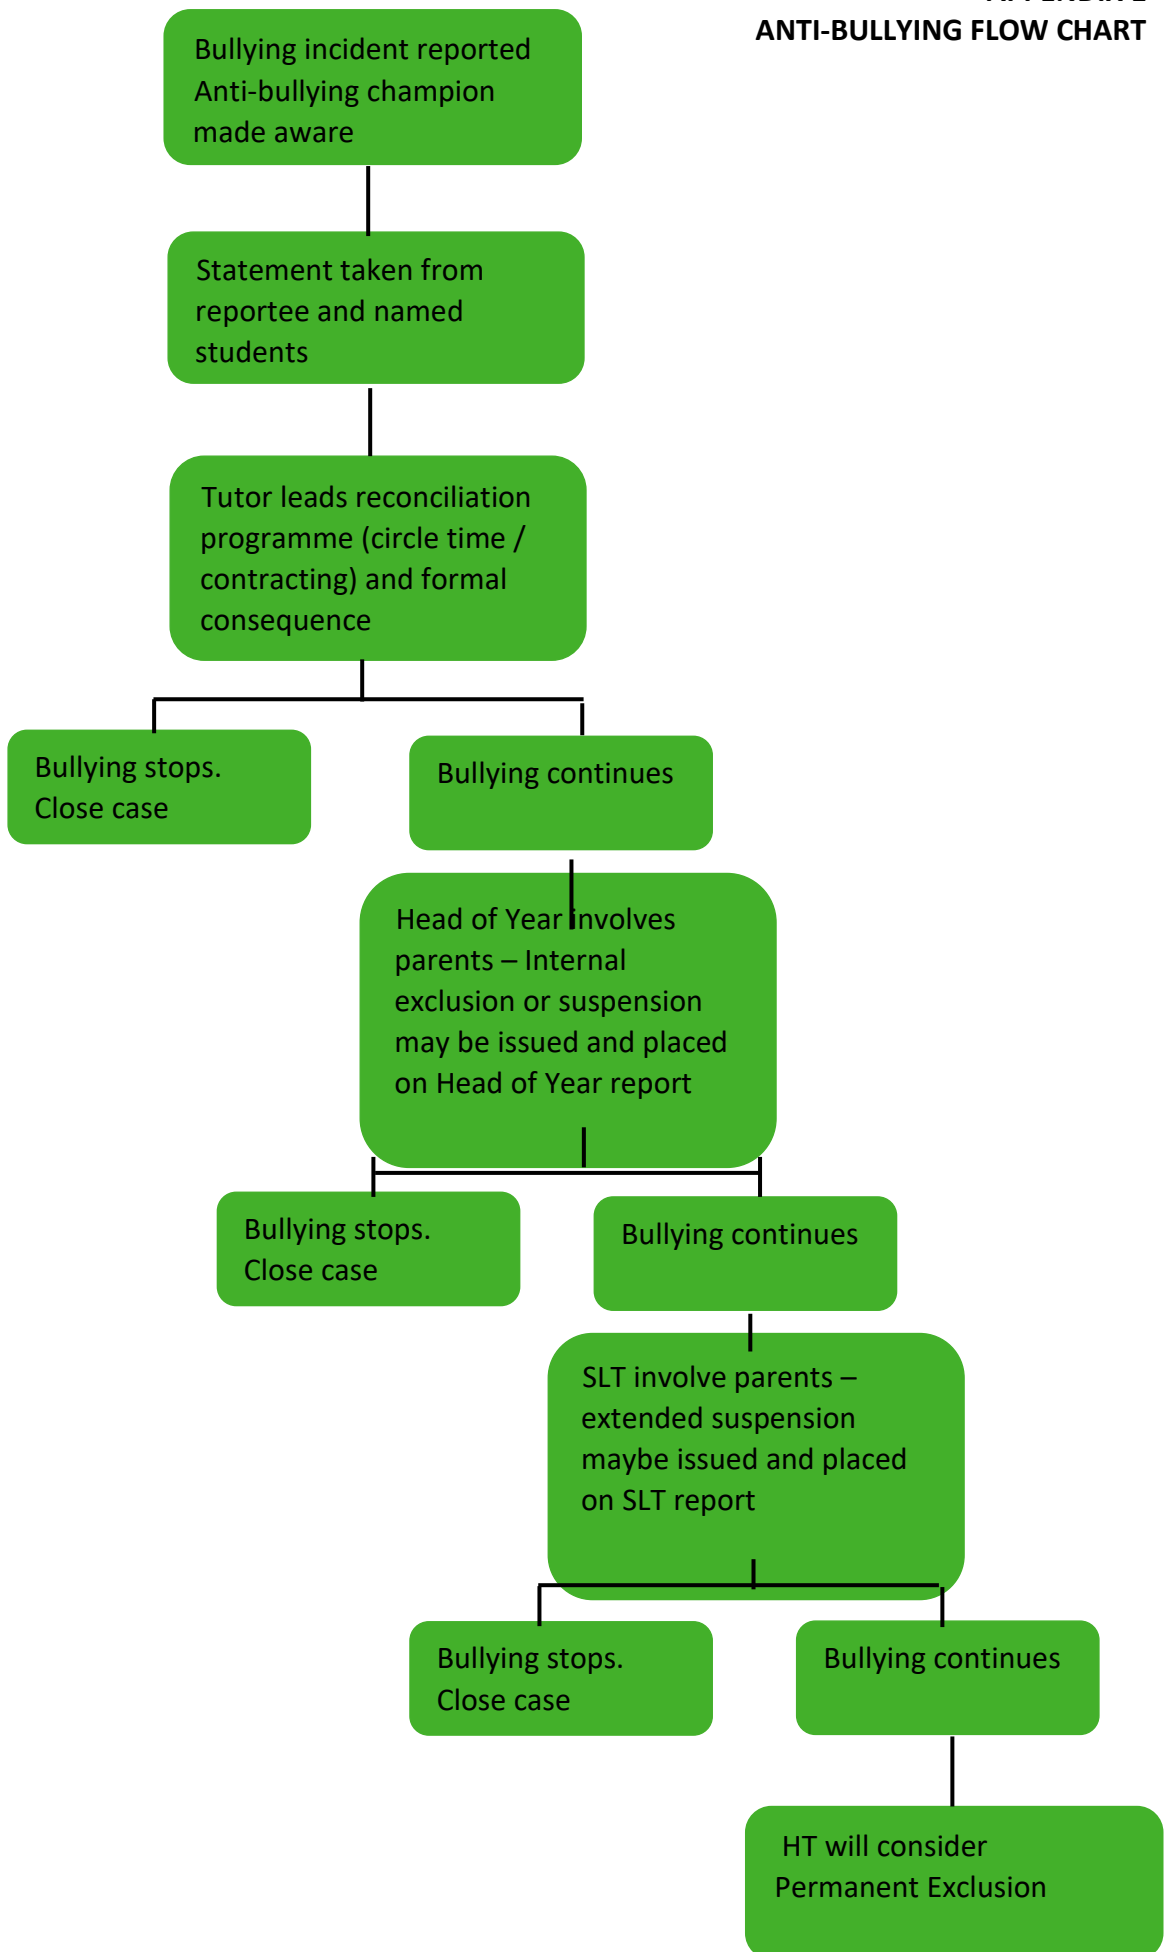 ANTI-BULLYING FLOW CHART
Bullying incident reported
Anti-bullying champion
made aware
Statement taken from
reportee and named
students
Tutor leads reconciliation
programme (circle time /
contracting) and formal
consequence
Bullying stops.
Close case
Bullying continues
Head of Year involves
parents – Internal
exclusion or suspension
may be issued and placed
on Head of Year report
Bullying stops.
Close case
Bullying continues
SLT involve parents –
extended suspension
maybe issued and placed
on SLT report
Bullying stops.
Close case
Bullying continues
HT will consider
Permanent Exclusion